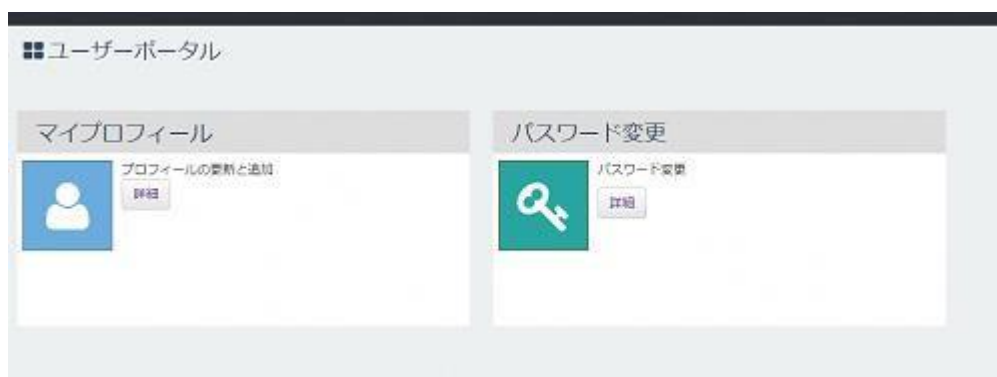 ユーザーポータル
マイプロフィール
プロフィールの更新と追加
詳細
パスワード変更
パスワード変更
詳細